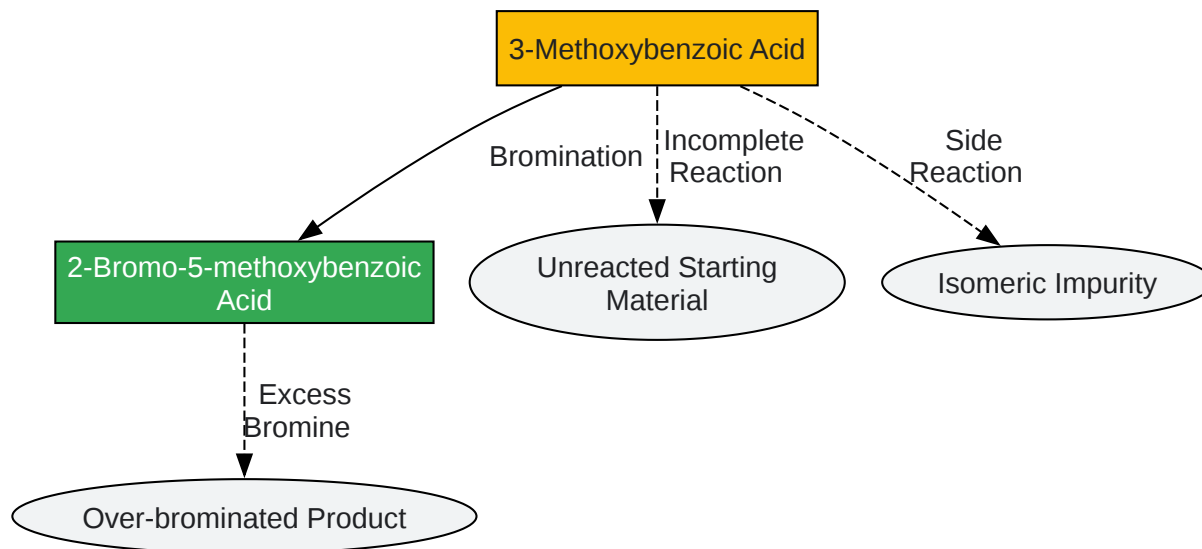 3-Methoxybenzoic Acid
Bromination
Incomplete
Reaction
Side
Reaction
2-Bromo-5-methoxybenzoic
Acid
Unreacted Starting
Material
Isomeric Impurity
Excess
Bromine
Over-brominated Product